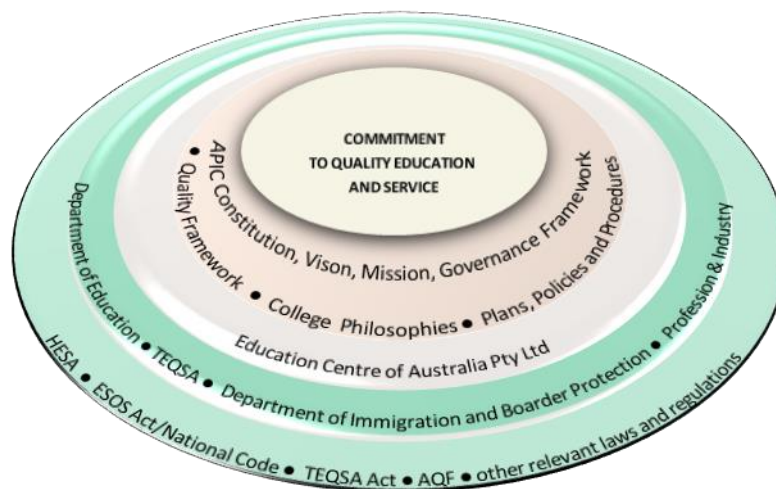 COMMITMENT
TO QUALITY EDUCATION
AND SERVICE
APIC Constitution, Vison, Mission, Governance Framework
● Quality Framework ● College Philosophies ● Plans, Policies and Procedures
Education Centre of Australia Pty Ltd
Department of Education ● TEQSA ● Department of Immigration and Boarder Protection ● Profession & Industry
HESA ● ESOS Act/National Code ● TEQSA Act ● AQF ● other relevant laws and regulations